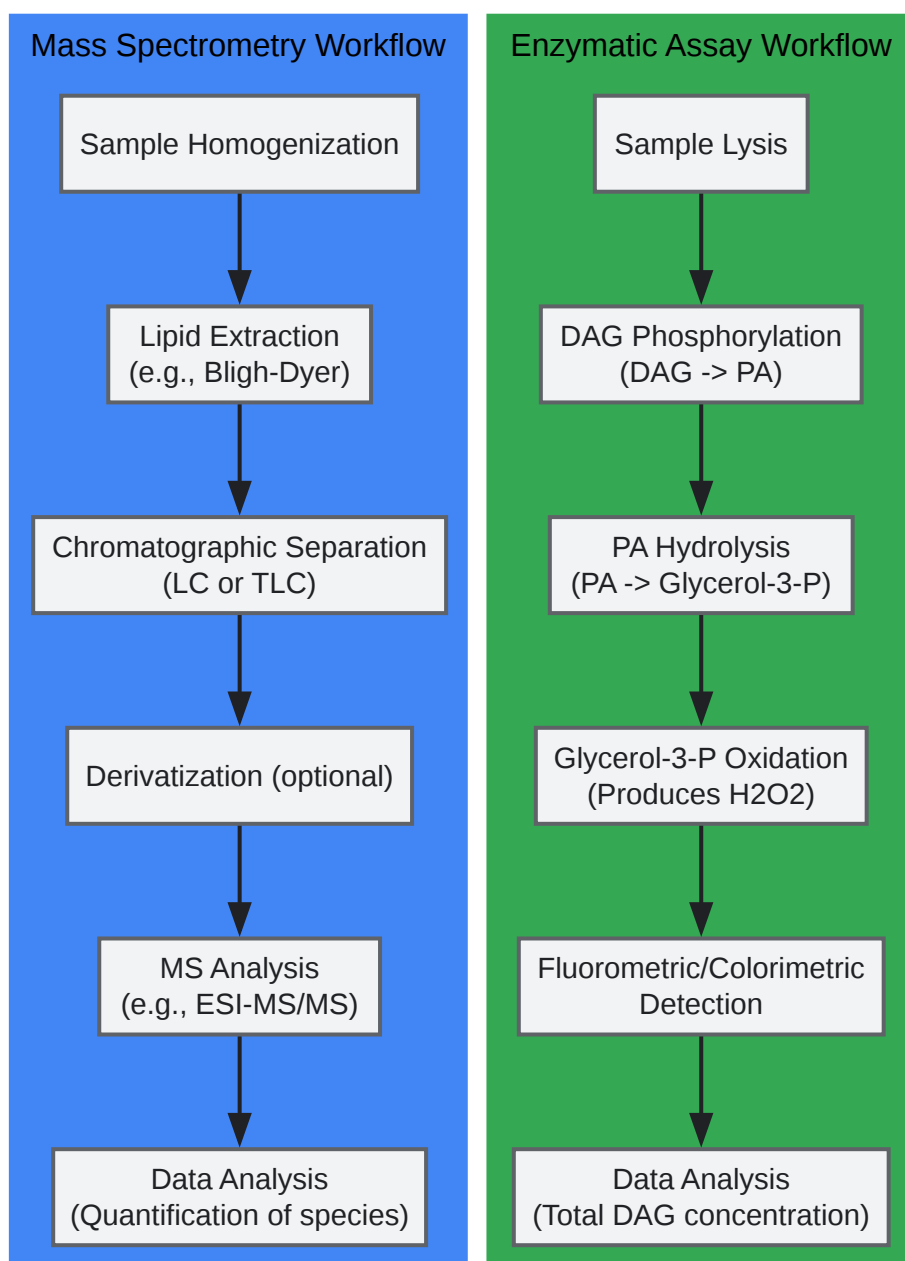 Mass Spectrometry Workflow
Sample Homogenization
Lipid Extraction
(e.g., Bligh-Dyer)
Chromatographic Separation
(LC or TLC)
Derivatization (optional)
MS Analysis
(e.g., ESI-MS/MS)
Data Analysis
(Quantification of species)
Enzymatic Assay Workflow
Sample Lysis
DAG Phosphorylation
(DAG -> PA)
PA Hydrolysis
(PA -> Glycerol-3-P)
Glycerol-3-P Oxidation
(Produces H2O2)
Fluorometric/Colorimetric
Detection
Data Analysis
(Total DAG concentration)